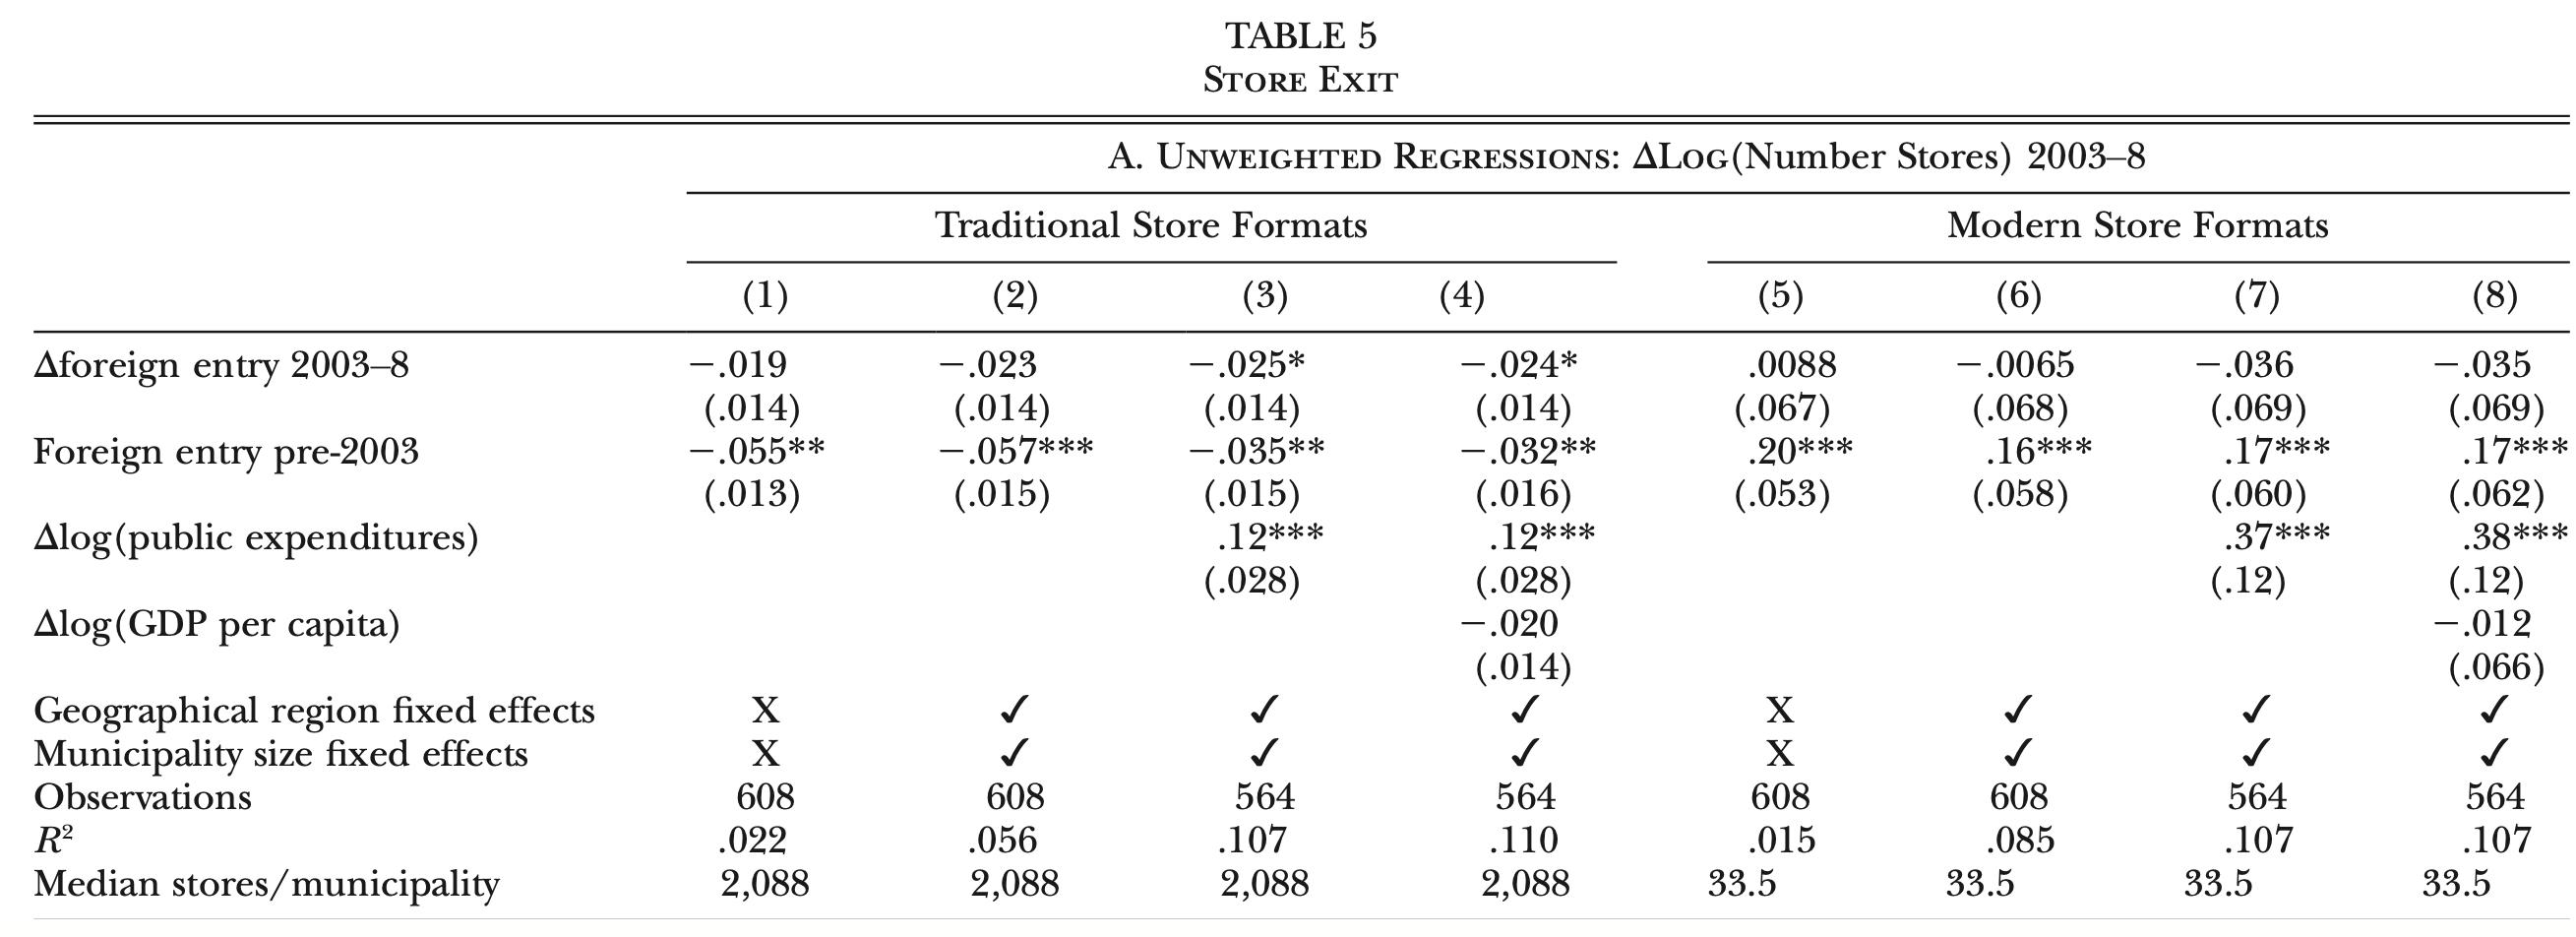 TABLE 5
Store Exit
A. Unweighted Regressions: ΔLog(Number Stores) 2003–8
Traditional Store Formats Modern Store Formats
(1) (2) (3) (4) (5) (6) (7) (8)
Δforeign entry 2003–8 −.019 −.023 −.025* −.024* .0088 −.0065 −.036 −.035
(.014) (.014) (.014) (.014) (.067) (.068) (.069) (.069)
Foreign entry pre-2003 −.055** −.057*** −.035** −.032** .20*** .16*** .17*** .17***
(.013) (.015) (.015) (.016) (.053) (.058) (.060) (.062)
Δlog(public expenditures) .12*** .12*** .37*** .38***
(.028) (.028) (.12) (.12)
Δlog(GDP per capita) −.020 −.012
(.014) (.066)
Geographical region fixed effects X ✓ ✓ ✓ X ✓ ✓ ✓
Municipality size fixed effects X ✓ ✓ ✓ X ✓ ✓ ✓
Observations 608 608 564 564 608 608 564 564
R² .022 .056 .107 .110 .015 .085 .107 .107
Median stores/municipality 2,088 2,088 2,088 2,088 33.5 33.5 33.5 33.5